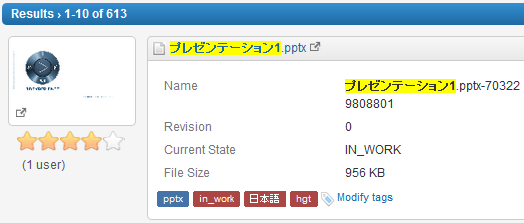 Results › 1-10 of 613
プレゼンテーション1.pptx
Name プレゼンテーション1.pptx-70322
9808801
Revision 0
Current State IN_WORK
File Size 956 KB
(1 user)
pptx in_work 日本語 hgt Modify tags